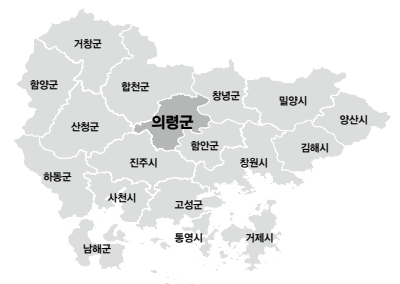 거창군
함양군
합천군
창녕군
밀양시
양산시
의령군
산청군
함안군
김해시
진주시
창원시
하동군
사천시
고성군
통영시
거제시
남해군